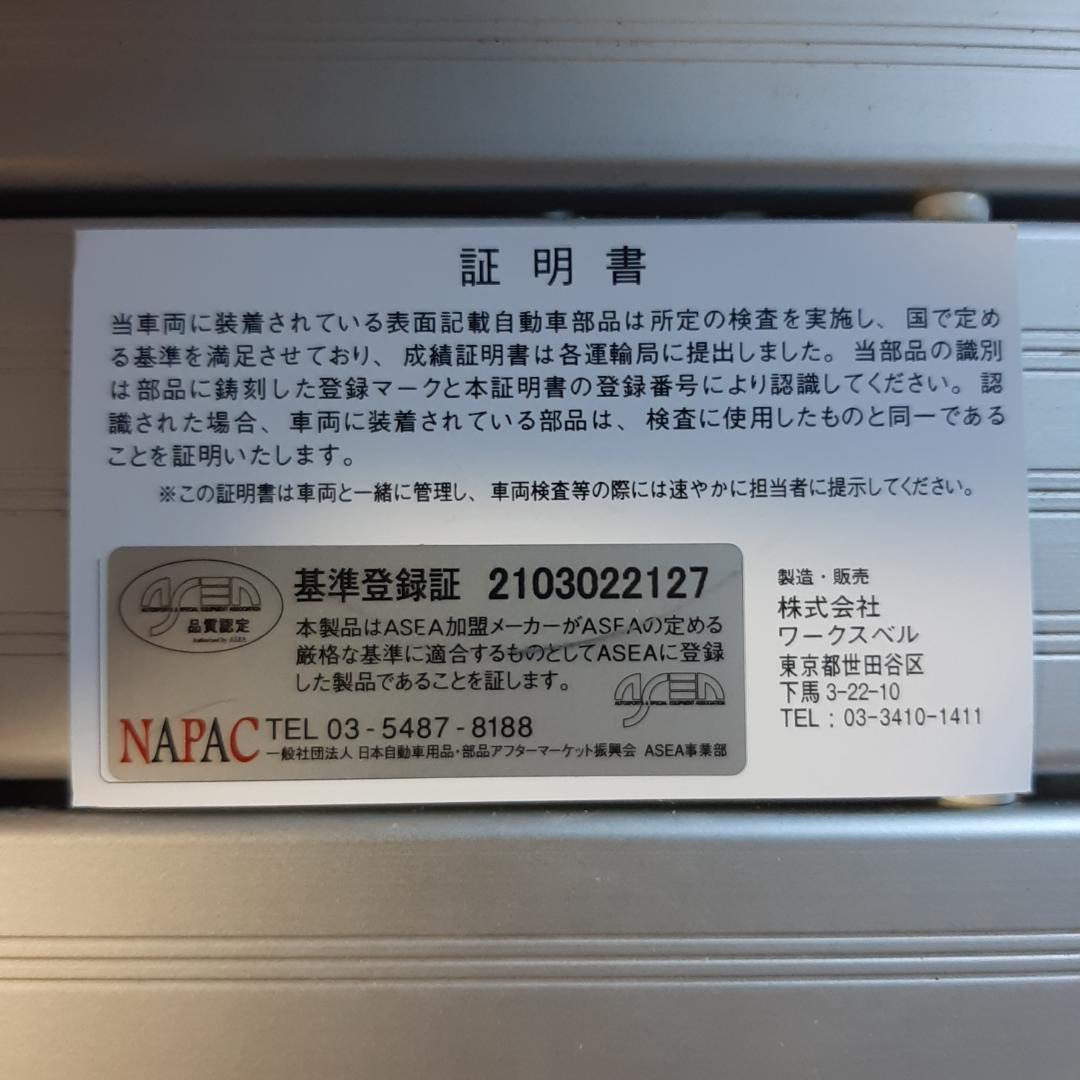 証明書
当車両に装着されている表面記載自動車部品は所定の検査を実施し、国で定め
る基準を満足させており、成績証明書は各運輸局に提出しました。当部品の識別
は部品に鋳刻した登録マークと本証明書の登録番号により認識してください。認
識された場合、車両に装着されている部品は、検査に使用したものと同一である
ことを証明いたします。
※この証明書は車両と一緒に管理し、車両検査等の際には速やかに担当者に提示してください。
ASEA
AUTOSPORTS & SPECIAL EQUIPMENT ASSOCIATION
品質認定
Authorized by ASEA
基準登録証 2103022127
本製品はASEA加盟メーカーがASEAの定める
厳格な基準に適合するものとしてASEAに登録
した製品であることを証します。
ASEA
AUTOSPORTS & SPECIAL EQUIPMENT ASSOCIATION
NAPAC TEL 03-5487-8188
一般社団法人 日本自動車用品・部品アフターマーケット振興会 ASEA事業部
製造・販売
株式会社
ワークスベル
東京都世田谷区
下馬 3-22-10
TEL : 03-3410-1411